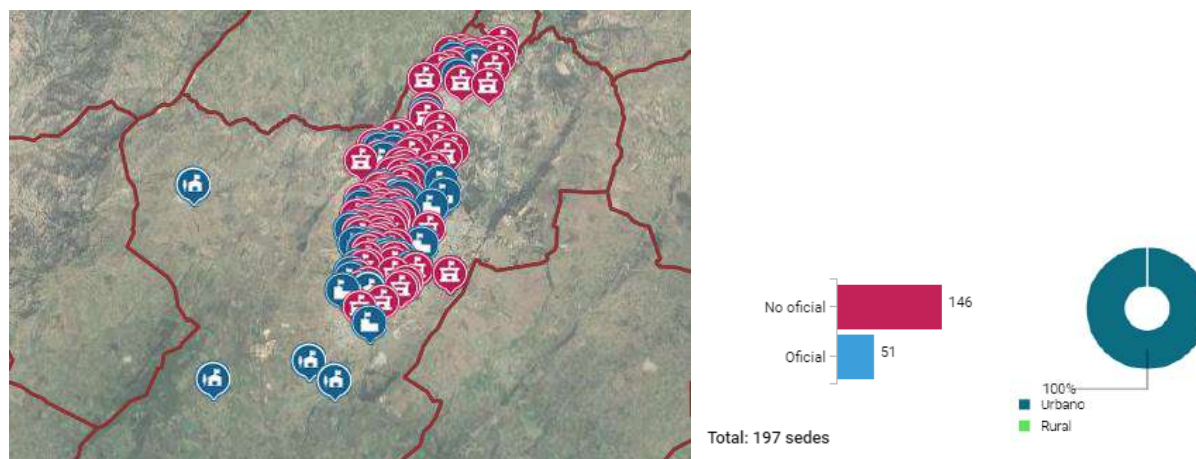 No oficial
146
Oficial
51
Total: 197 sedes
100%
Urbano
Rural